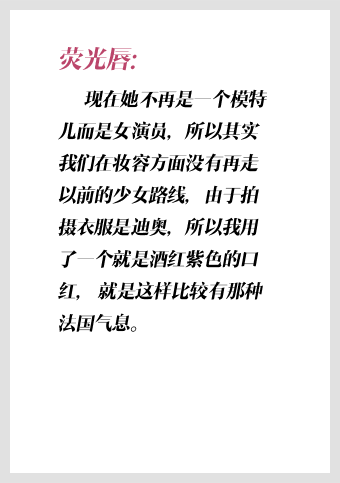 荧光唇:
现在她不再是一个模特
儿而是女演员，所以其实
我们在妆容方面没有再走
以前的少女路线，由于拍
摄衣服是迪奥，所以我用
了一个就是酒红紫色的口
红，就是这样比较有那种
法国气息。